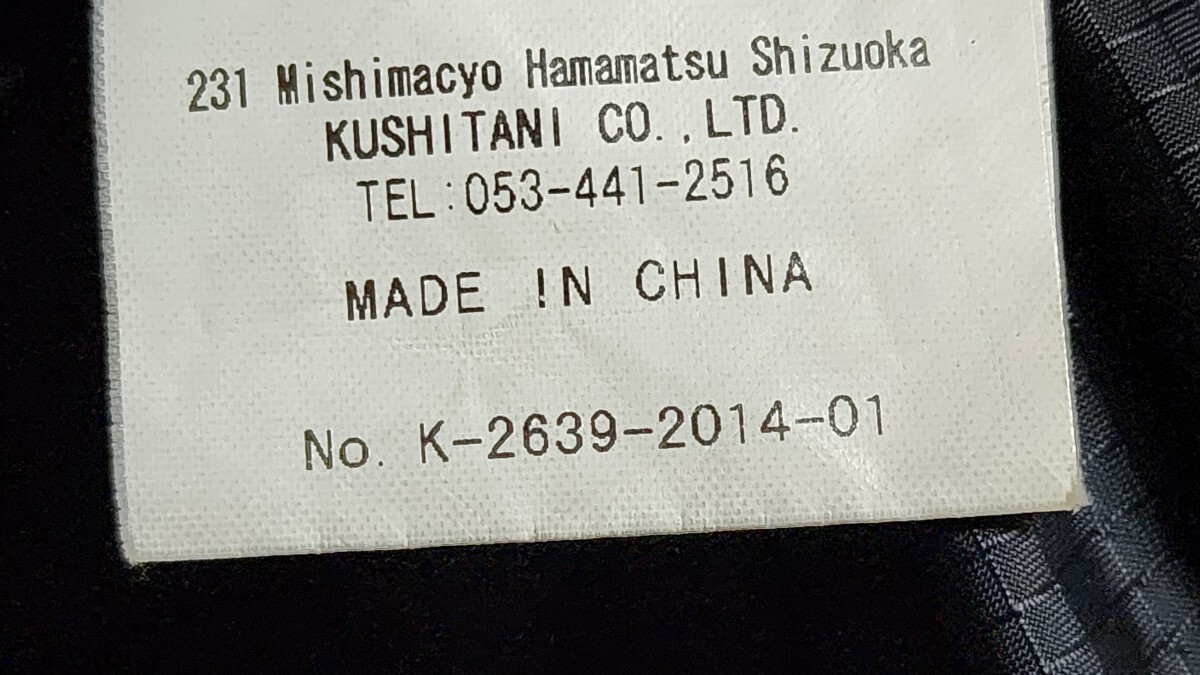 231 Mishimacyo Hamamatsu Shizuoka
KUSHITANI CO.,LTD.
TEL:053-441-2516
MADE IN CHINA
No. K-2639-2014-01